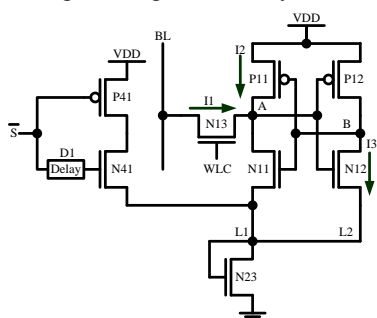 VDD
BL
I2
VDD
P11
P12
P41
I1
A
N13
B
S
D1
WLC
I3
Delay
N41
N11
N12
L1
L2
N23